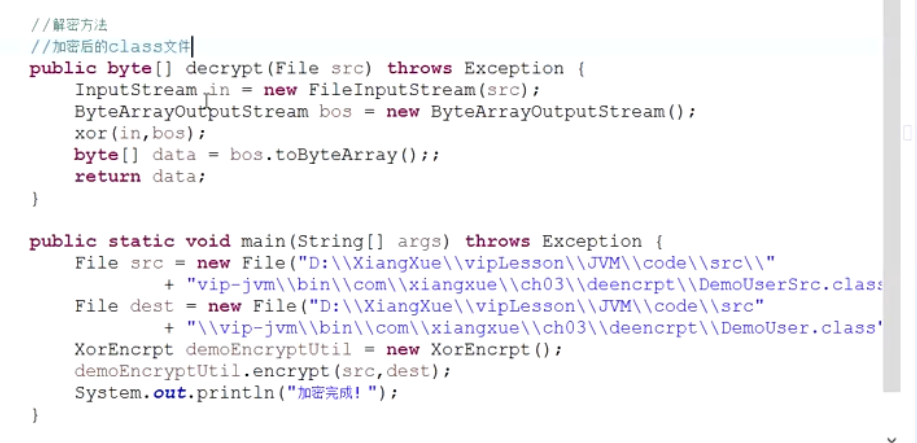 //解密方法
//加密后的class文件
public byte[] decrypt(File src) throws Exception {
InputStream in = new FileInputStream(src);
ByteArrayOutputStream bos = new ByteArrayOutputStream();
xor(in,bos);
byte[] data = bos.toByteArray();;
return data;
}
public static void main(String[] args) throws Exception {
File src = new File("D:\\XiangXue\\vipLesson\\JVM\\code\\src\\"
+ "vip-jvm\\bin\\com\\xiangxue\\ch03\\deencrpt\\DemoUserSrc.class
File dest = new File("D:\\XiangXue\\vipLesson\\JVM\\code\\src"
+ "\\vip-jvm\\bin\\com\\xiangxue\\ch03\\deencrpt\\DemoUser.class"
XorEncrpt demoEncryptUtil = new XorEncrpt();
demoEncryptUtil.encrypt(src,dest);
System.out.println("加密完成！");
}